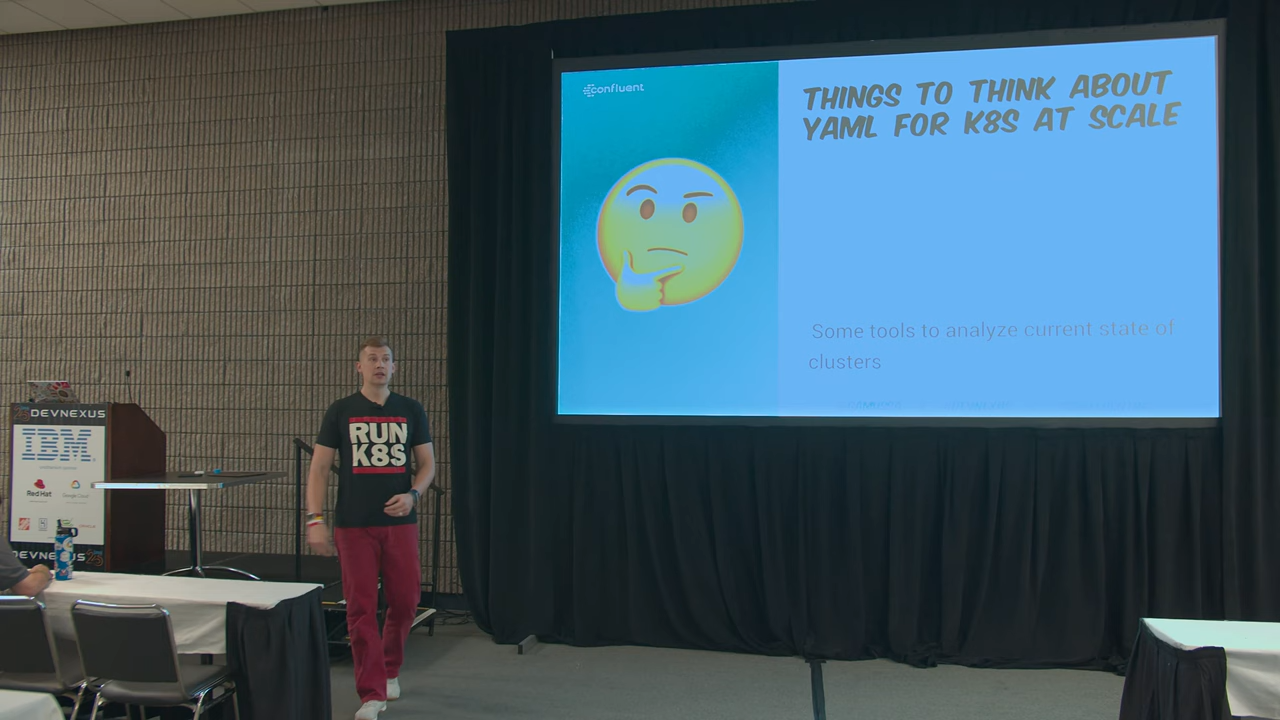 confluent
THINGS TO THINK ABOUT
YAML FOR K8S AT SCALE
Some tools to analyze current state of
clusters
RUN
K8S
DEVNEXUS
IBM
Red Hat
Google Cloud
DEVNEXUS